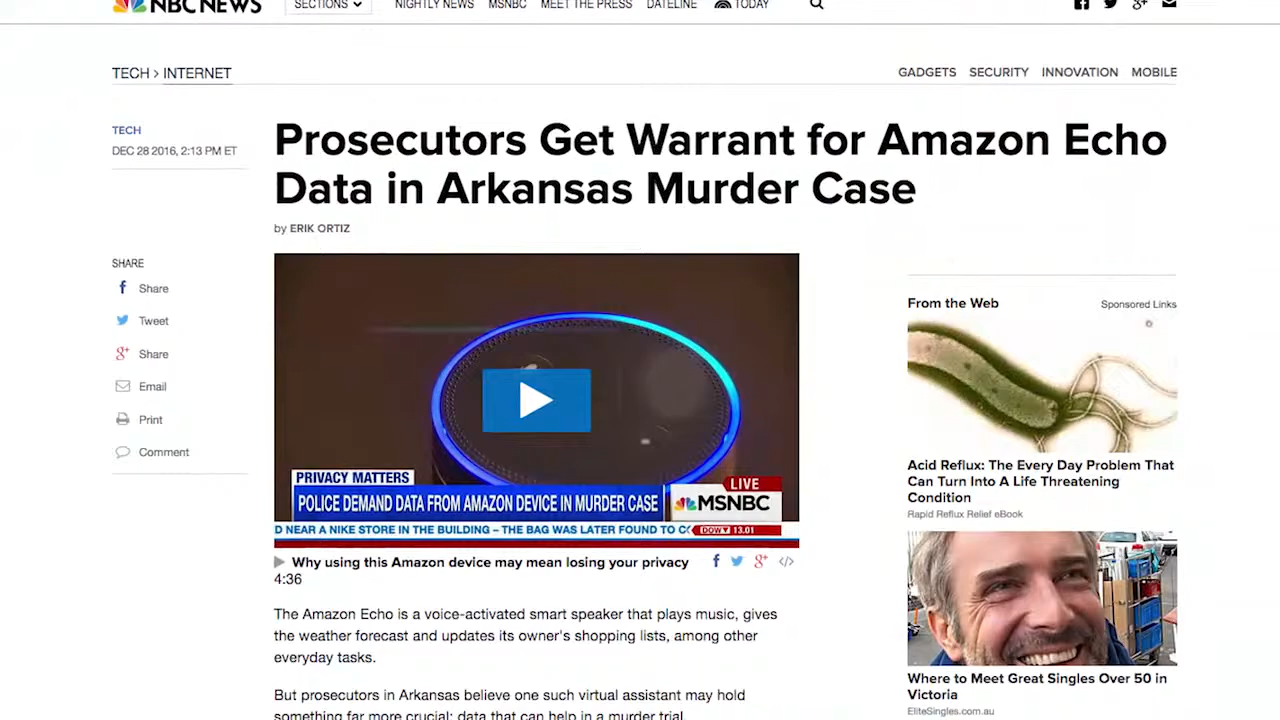 NBC NEWS
SECTIONS
NIGHTLY NEWS MSNBC MEET THE PRESS DATELINE TODAY
TECH > INTERNET
GADGETS SECURITY INNOVATION MOBILE
TECH
DEC 28 2016, 2:13 PM ET
Prosecutors Get Warrant for Amazon Echo
Data in Arkansas Murder Case
by ERIK ORTIZ
SHARE
Share
Tweet
Share
Email
Print
Comment
PRIVACY MATTERS
POLICE DEMAND DATA FROM AMAZON DEVICE IN MURDER CASE
LIVE
MSNBC
D NEAR A NIKE STORE IN THE BUILDING – THE BAG WAS LATER FOUND TO
DOW 13.01
Why using this Amazon device may mean losing your privacy
4:36
The Amazon Echo is a voice-activated smart speaker that plays music, gives
the weather forecast and updates its owner's shopping lists, among other
everyday tasks.
But prosecutors in Arkansas believe one such virtual assistant may hold
something far more crucial: data that can help in a murder trial.
From the Web
Sponsored Links
Acid Reflux: The Every Day Problem That
Can Turn Into A Life Threatening
Condition
Rapid Reflux Relief eBook
Where to Meet Great Singles Over 50 in
Victoria
EliteSingles.com.au